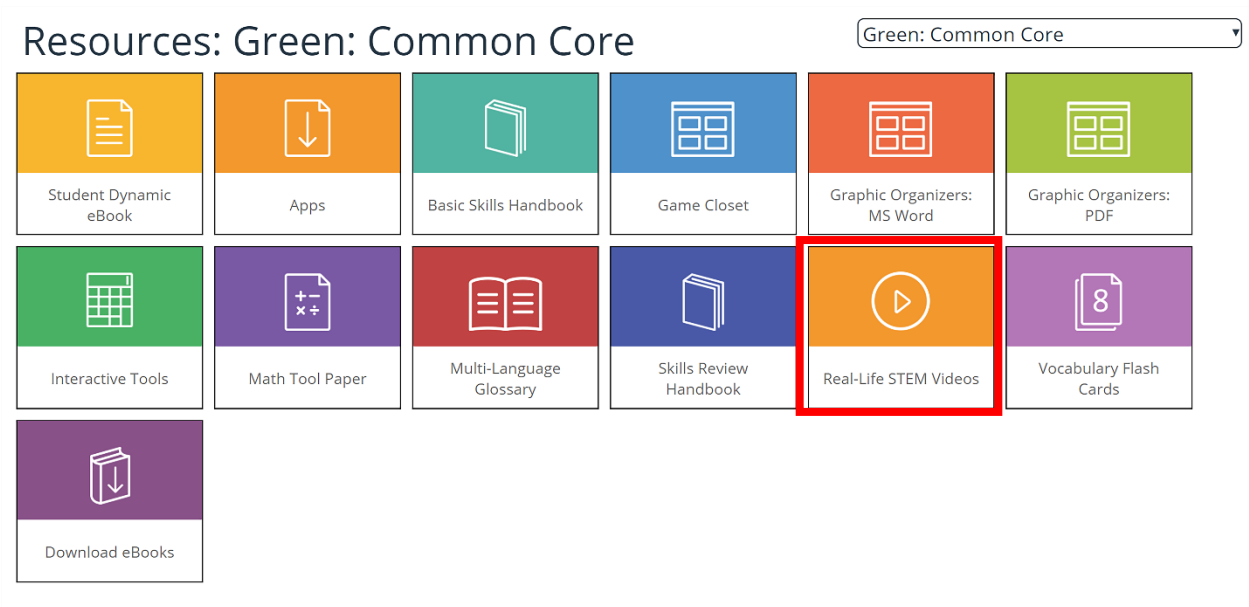 Resources: Green: Common Core
Green: Common Core
Student Dynamic
eBook
Apps
Basic Skills Handbook
Game Closet
Graphic Organizers:
MS Word
Graphic Organizers:
PDF
Interactive Tools
Math Tool Paper
Multi-Language
Glossary
Skills Review
Handbook
Real-Life STEM Videos
8
Vocabulary Flash
Cards
Download eBooks